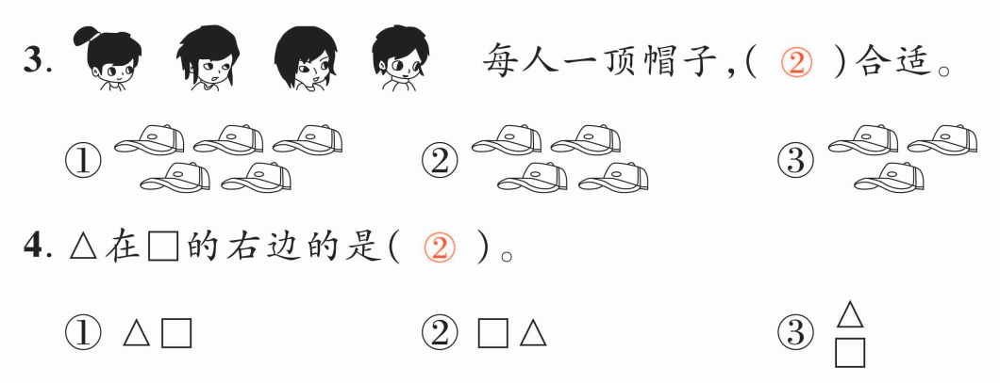 3. 每人一顶帽子,( ② )合适。
① ② ③
4. △在□的右边的是( ② )。
① △□ ② □△ ③ △
□